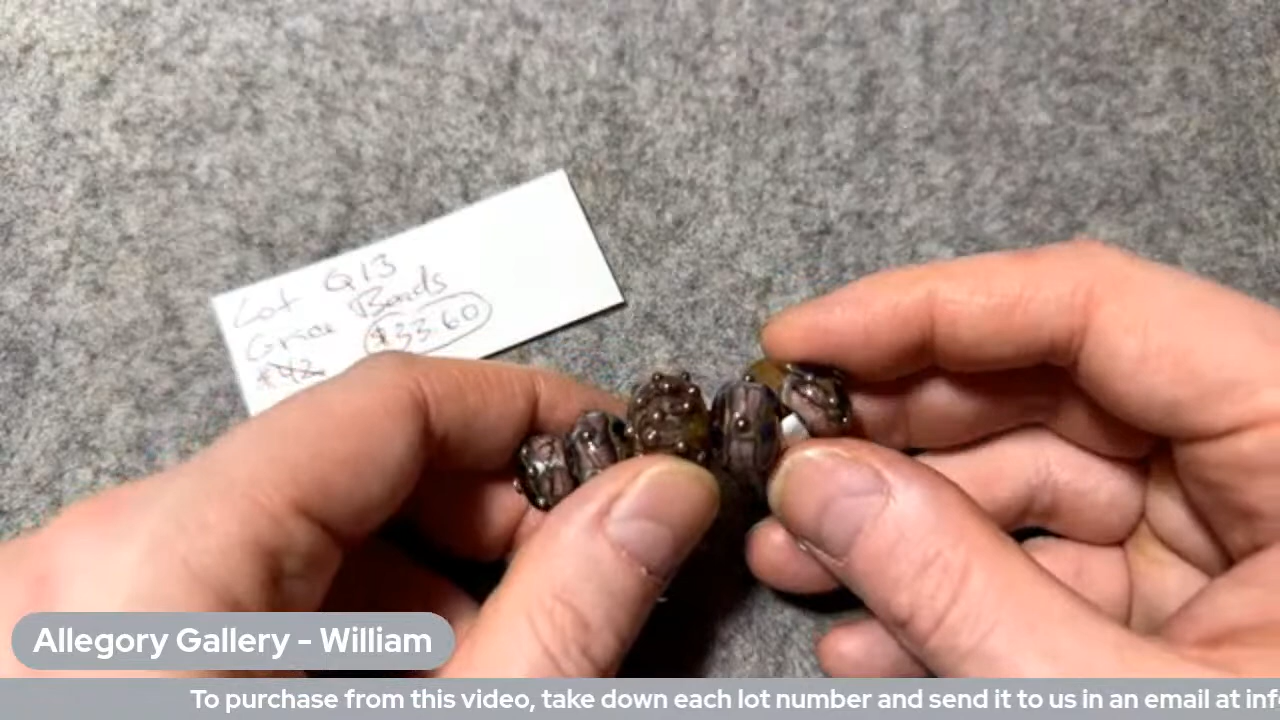 Lot Q13
Grace Beads
$42 $33.60
Allegory Gallery - William
To purchase from this video, take down each lot number and send it to us in an email at inf